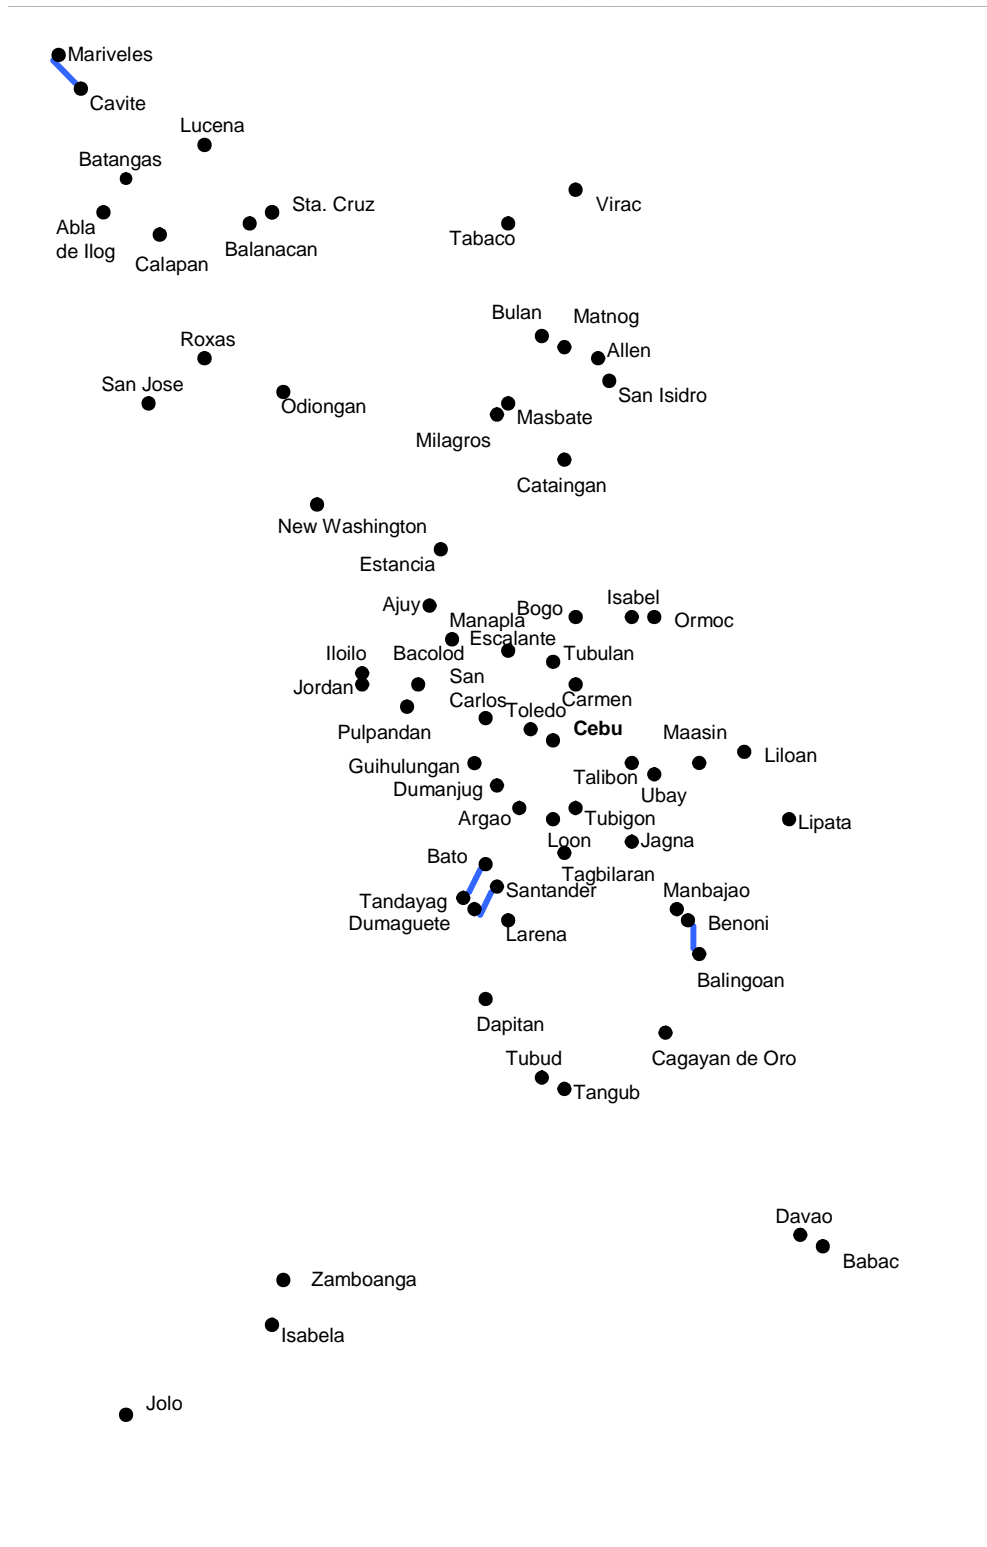 Mariveles
Cavite
Lucena
Batangas
Sta. Cruz
Virac
Abla
de Ilog
Tabaco
Balanacan
Calapan
Bulan
Matnog
Roxas
Allen
San Jose
San Isidro
Odiongan
Masbate
Milagros
Cataingan
New Washington
Estancia
Isabel
Ajuy
Bogo
Manapla
Ormoc
Escalante
Iloilo
Bacolod
Tubulan
San
Carlos
Jordan
Carmen
Toledo
Cebu
Pulpandan
Maasin
Liloan
Guihulungan
Talibon
Dumanjug
Ubay
Argao
Tubigon
Lipata
Loon
Jagna
Bato
Tagbilaran
Santander
Manbajao
Tandayag
Dumaguete
Benoni
Larena
Balingoan
Dapitan
Tubud
Cagayan de Oro
Tangub
Davao
Babac
Zamboanga
Isabela
Jolo